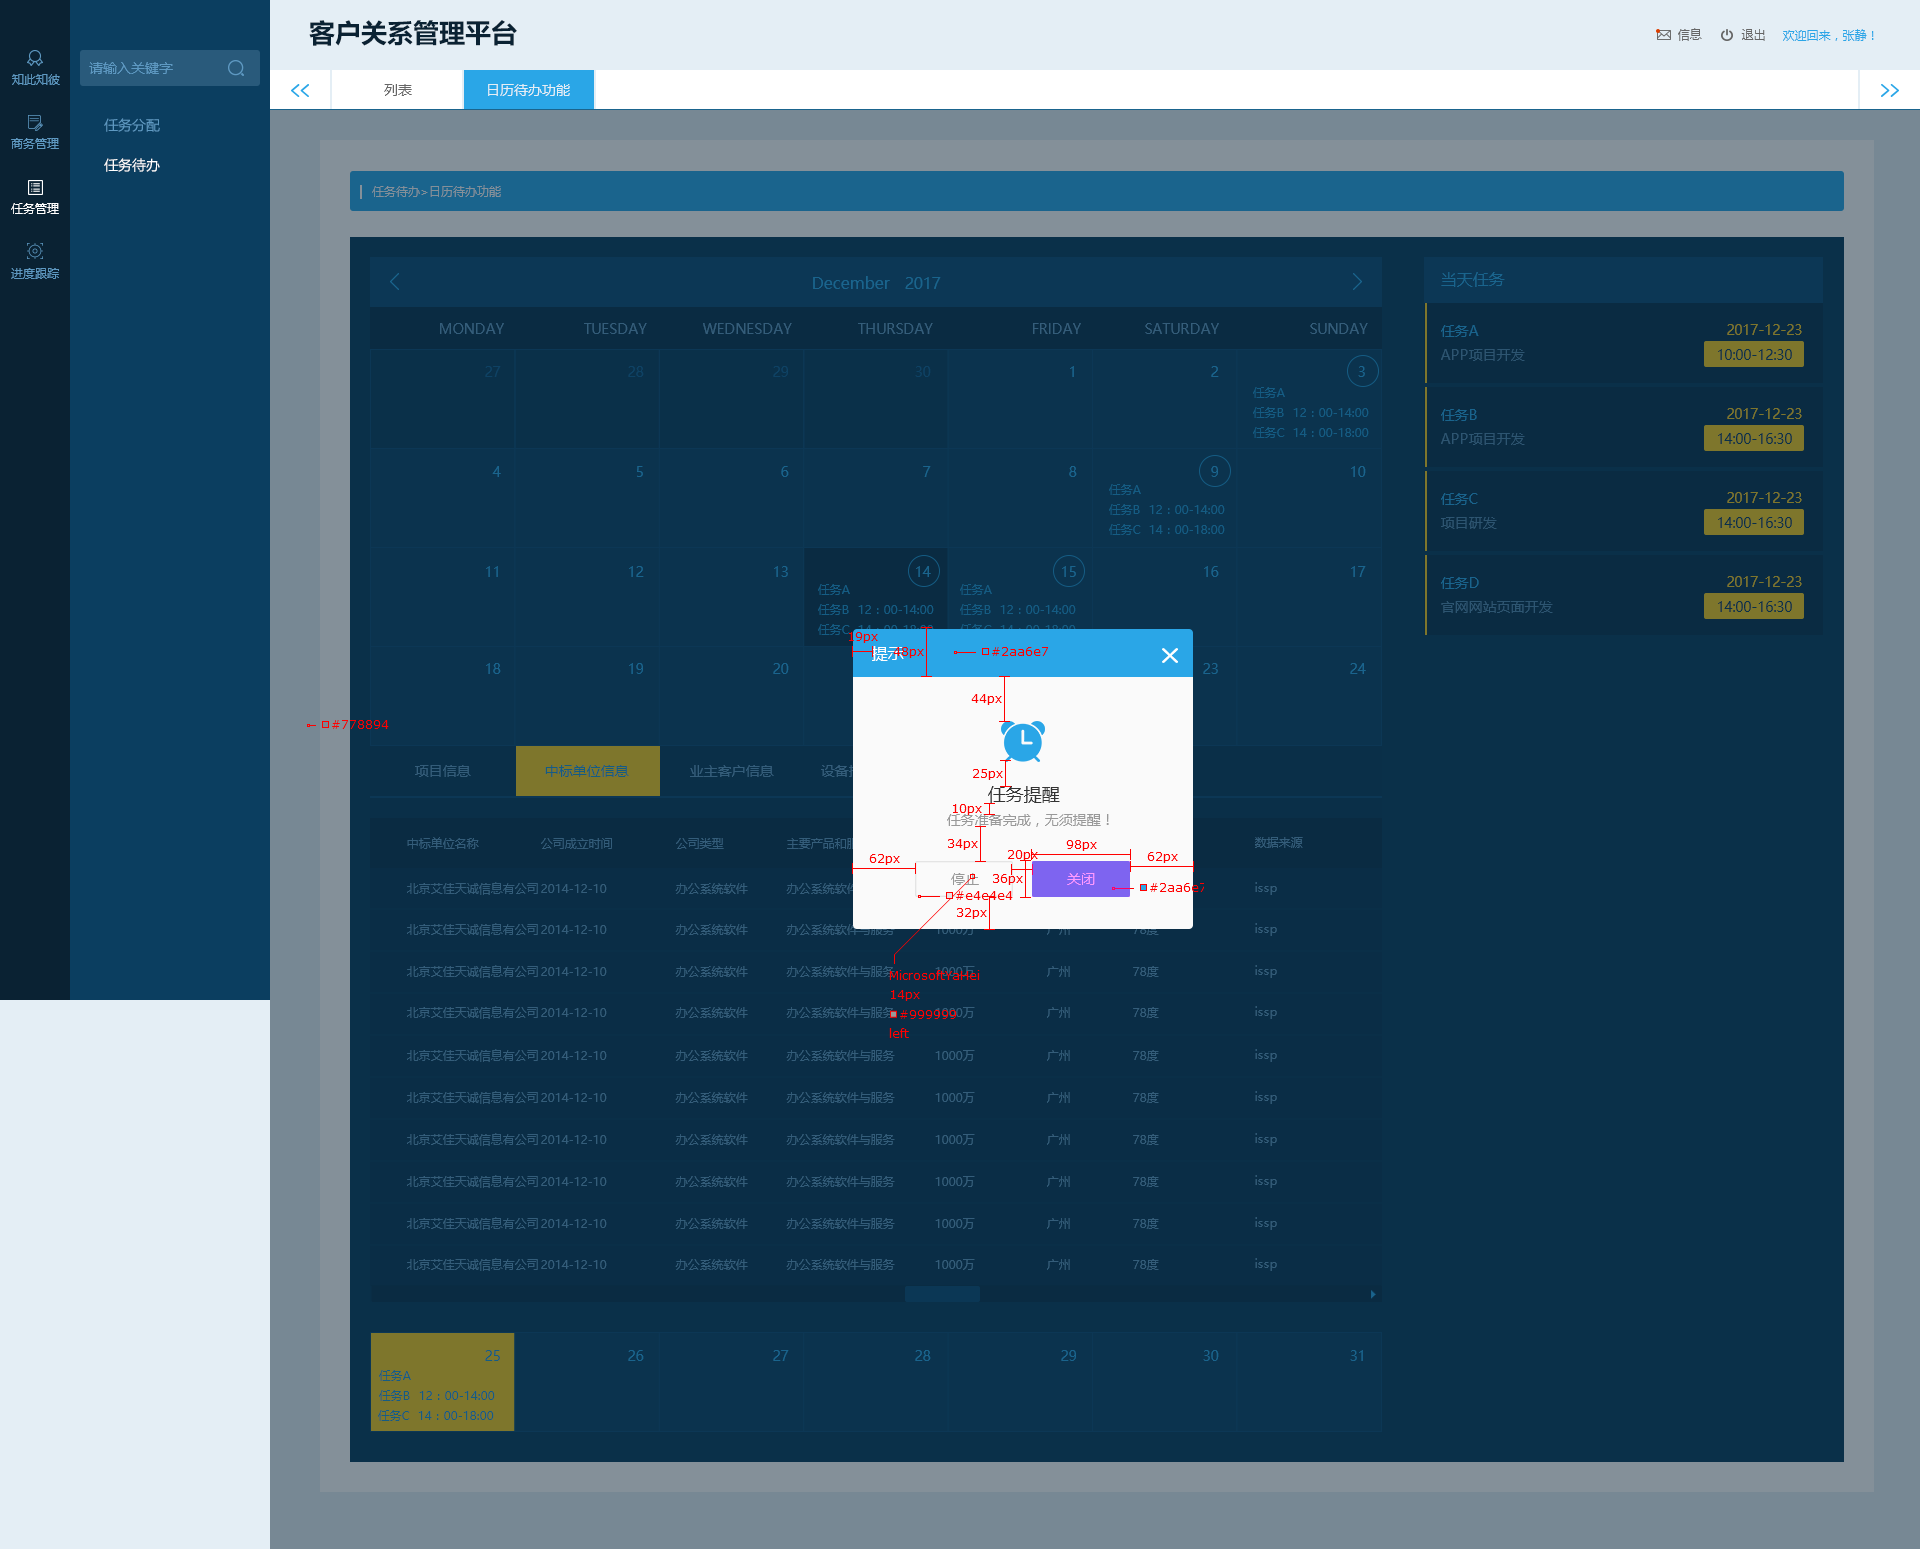 客户关系管理平台
信息 退出 欢迎回来，张静！
知此知彼
商务管理
任务管理
进度跟踪
请输入关键字
任务分配
任务待办
列表 日历待办功能
任务待办>日历待办功能
December 2017
MONDAY TUESDAY WEDNESDAY THURSDAY FRIDAY SATURDAY SUNDAY
27 28 29 30 1 2 3
任务A
任务B 12：00-14:00
任务C 14：00-18:00
4 5 6 7 8 9 10
任务A
任务B 12：00-14:00
任务C 14：00-18:00
11 12 13 14 15 16 17
任务A 任务A
任务B 12：00-14:00 任务B 12：00-14:00
任务C 14：00-18:00 任务C 14：00-18:00
18 19 20 23 24
当天任务
任务A 2017-12-23
APP项目开发 10:00-12:30
任务B 2017-12-23
APP项目开发 14:00-16:30
任务C 2017-12-23
项目研发 14:00-16:30
任务D 2017-12-23
官网网站页面开发 14:00-16:30
19px
提示 48px #2aa6e7
44px
#778894
25px
任务提醒
10px
任务准备完成，无须提醒！
34px 20px 98px
62px 62px
停止 36px 关闭 #2aa6e7
#e4e4e4
32px
MicrosoftYaHei
14px
#999999
left
项目信息 中标单位信息 业主客户信息 设备
中标单位名称 公司成立时间 公司类型 主要产品和 数据来源
北京艾佳天诚信息有公司 2014-12-10 办公系统软件 办公系统软件 issp
北京艾佳天诚信息有公司 2014-12-10 办公系统软件 办公系统软件与服务 1000万 广州 78度 issp
北京艾佳天诚信息有公司 2014-12-10 办公系统软件 办公系统软件与服务 1000万 广州 78度 issp
北京艾佳天诚信息有公司 2014-12-10 办公系统软件 办公系统软件与服务 1000万 广州 78度 issp
北京艾佳天诚信息有公司 2014-12-10 办公系统软件 办公系统软件与服务 1000万 广州 78度 issp
北京艾佳天诚信息有公司 2014-12-10 办公系统软件 办公系统软件与服务 1000万 广州 78度 issp
北京艾佳天诚信息有公司 2014-12-10 办公系统软件 办公系统软件与服务 1000万 广州 78度 issp
北京艾佳天诚信息有公司 2014-12-10 办公系统软件 办公系统软件与服务 1000万 广州 78度 issp
北京艾佳天诚信息有公司 2014-12-10 办公系统软件 办公系统软件与服务 1000万 广州 78度 issp
北京艾佳天诚信息有公司 2014-12-10 办公系统软件 办公系统软件与服务 1000万 广州 78度 issp
25 26 27 28 29 30 31
任务A
任务B 12：00-14:00
任务C 14：00-18:00